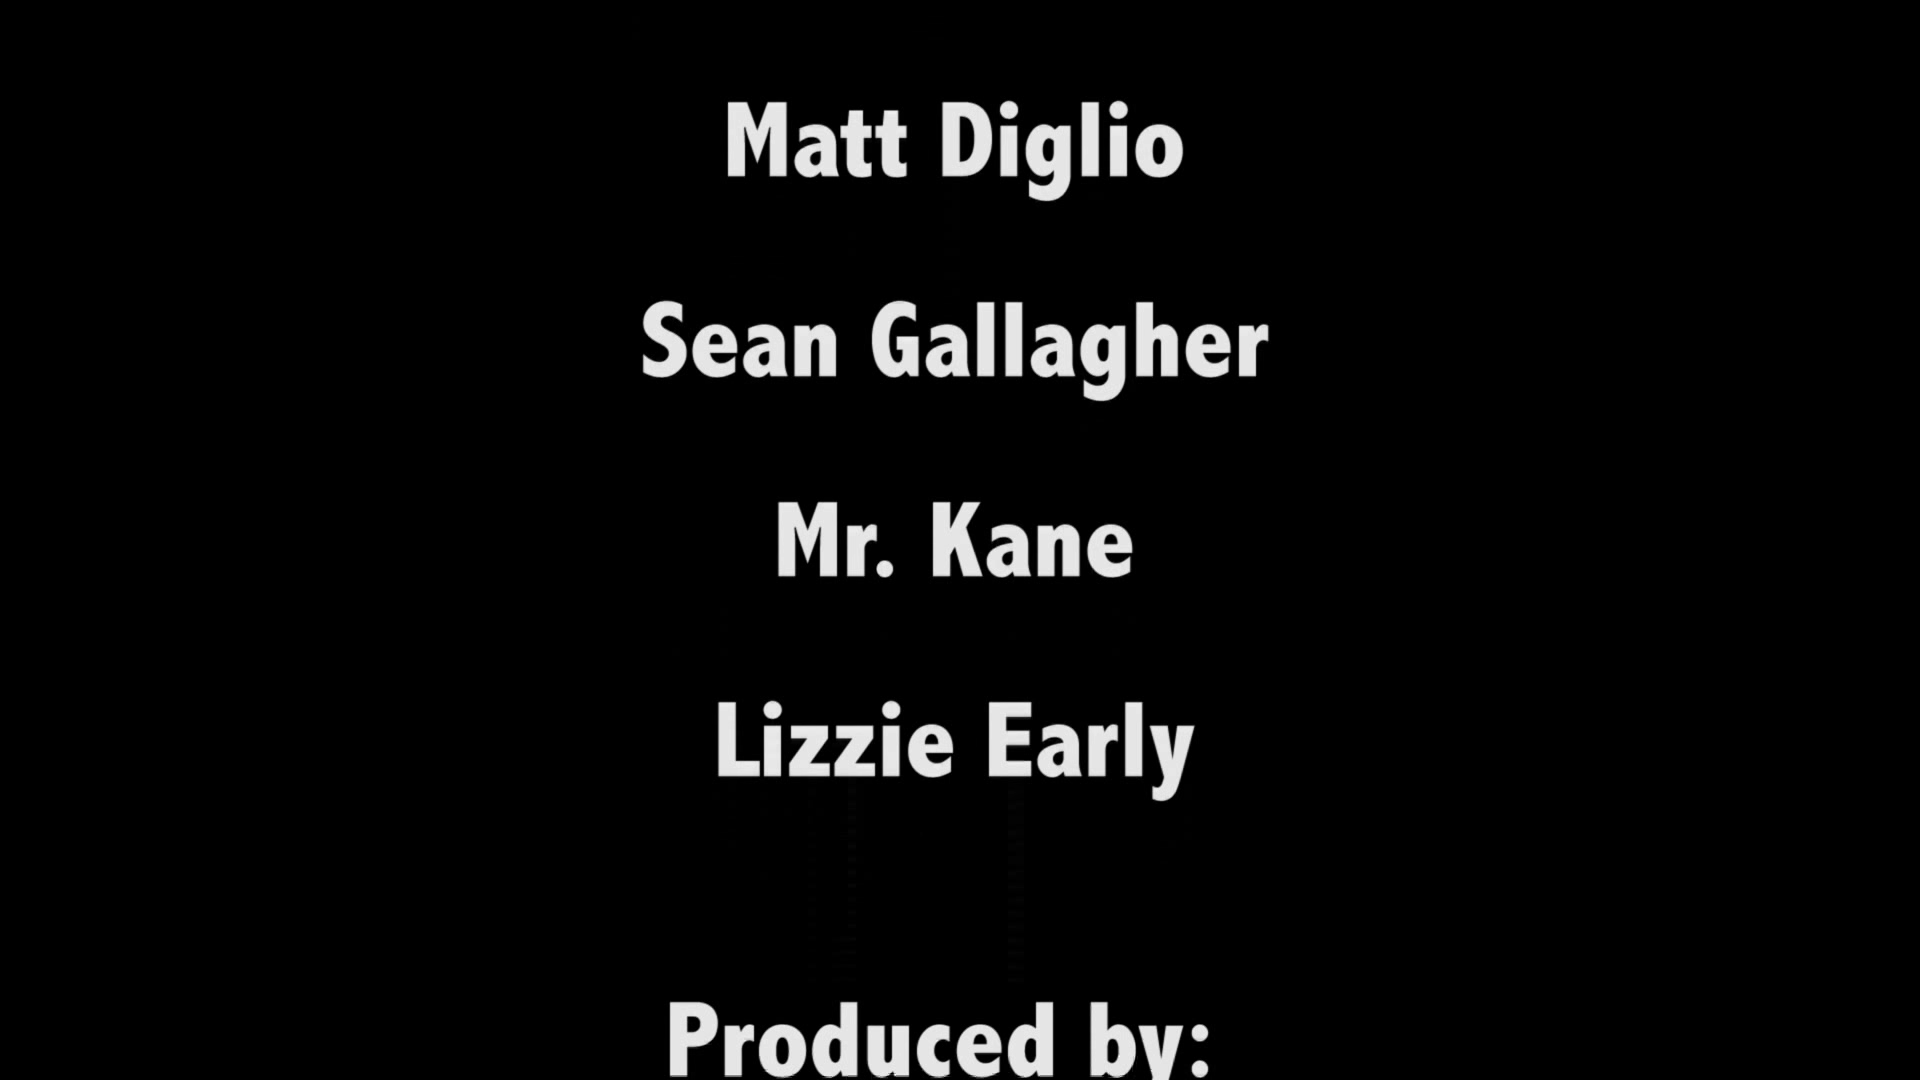 Matt Diglio
Sean Gallagher
Mr. Kane
Lizzie Early
Produced by: